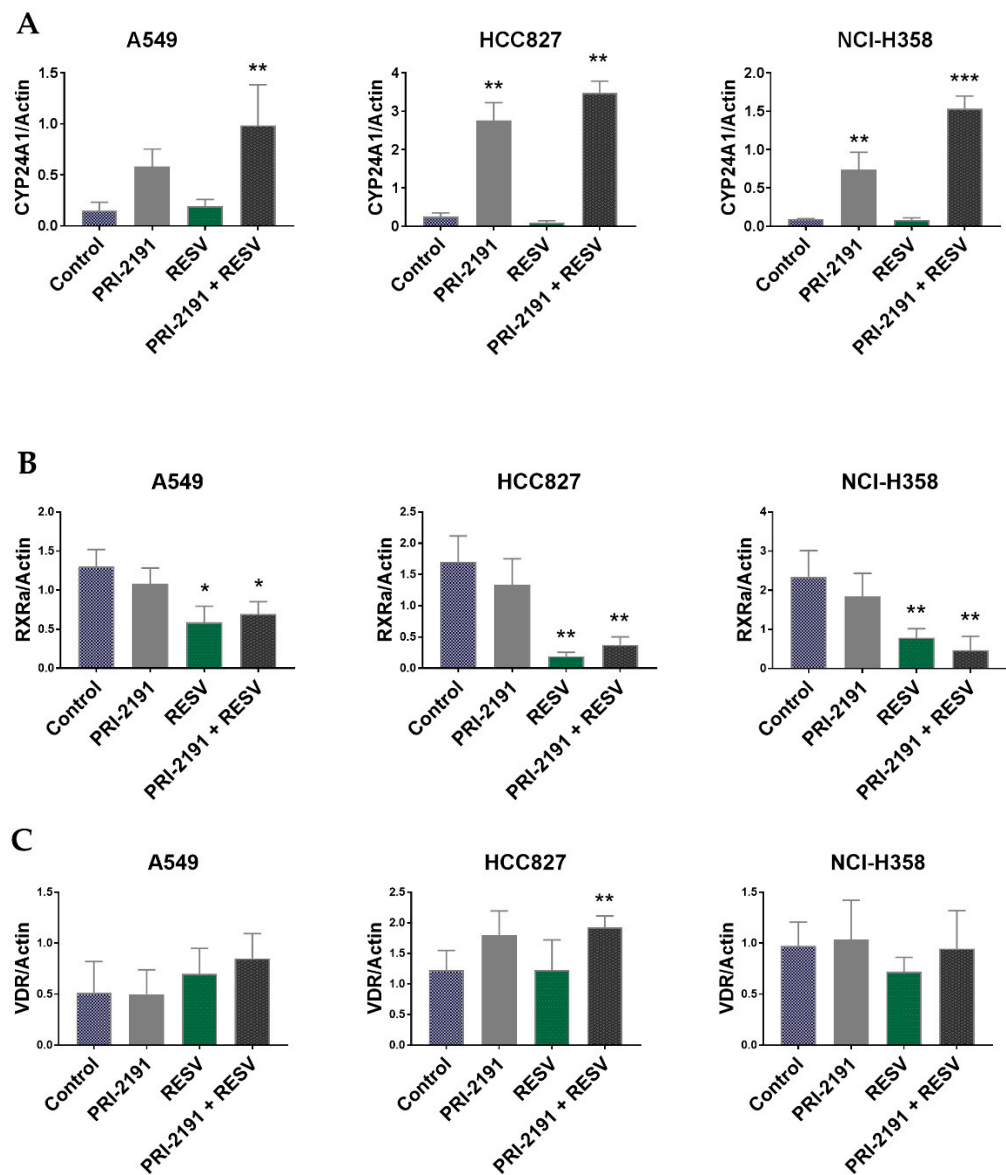 A
A549
HCC827
NCI-H358
CYP24A1/Actin
1.5
1.0
0.5
0.0
**
Control
PRI-2191
RESV
PRI-2191 + RESV
CYP24A1/Actin
4
3
2
1
0
**
**
Control
PRI-2191
RESV
PRI-2191 + RESV
CYP24A1/Actin
2.0
1.5
1.0
0.5
0.0
**
***
Control
PRI-2191
RESV
PRI-2191 + RESV
B
A549
HCC827
NCI-H358
RXRa/Actin
2.0
1.5
1.0
0.5
0.0
*
*
Control
PRI-2191
RESV
PRI-2191 + RESV
RXRa/Actin
2.5
2.0
1.5
1.0
0.5
0.0
**
**
Control
PRI-2191
RESV
PRI-2191 + RESV
RXRa/Actin
4
3
2
1
0
**
**
Control
PRI-2191
RESV
PRI-2191 + RESV
C
A549
HCC827
NCI-H358
VDR/Actin
1.5
1.0
0.5
0.0
Control
PRI-2191
RESV
PRI-2191 + RESV
VDR/Actin
2.5
2.0
1.5
1.0
0.5
0.0
**
Control
PRI-2191
RESV
PRI-2191 + RESV
VDR/Actin
1.5
1.0
0.5
0.0
Control
PRI-2191
RESV
PRI-2191 + RESV